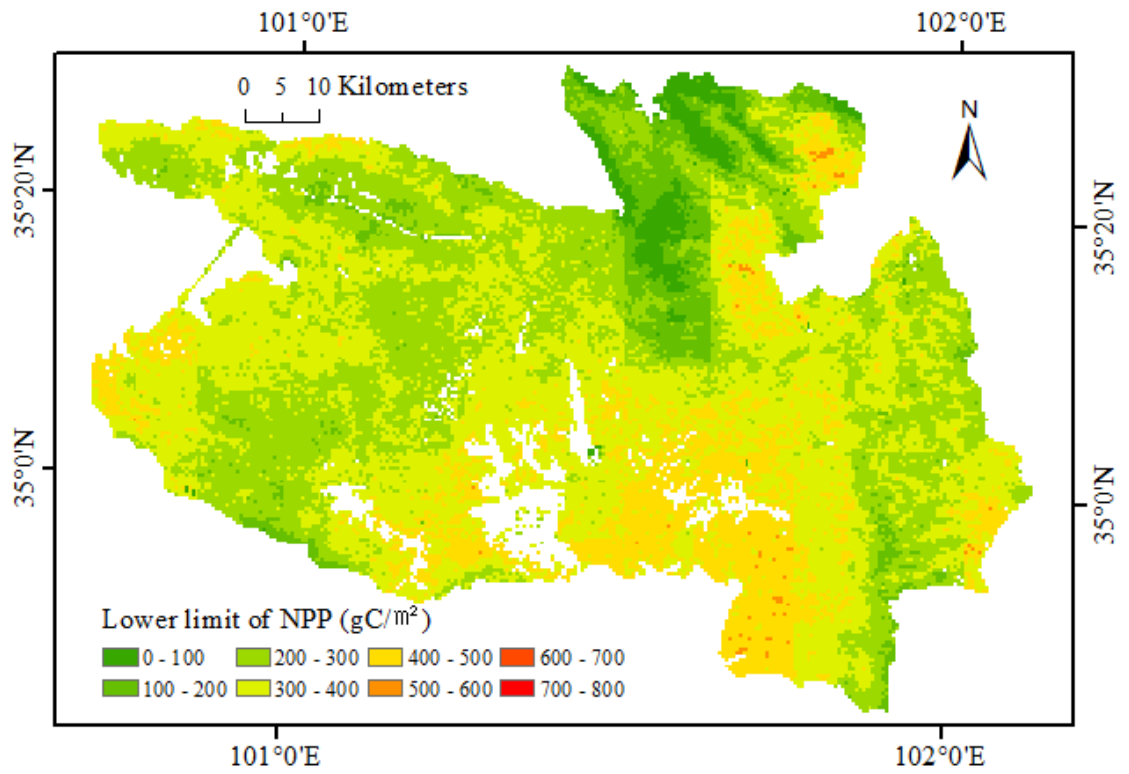 101°0'E 102°0'E
0 5 10 Kilometers
N
35°20'N
35°20'N
35°0'N
35°0'N
Lower limit of NPP (gC/㎡)
0 - 100 200 - 300 400 - 500 600 - 700
100 - 200 300 - 400 500 - 600 700 - 800
101°0'E 102°0'E